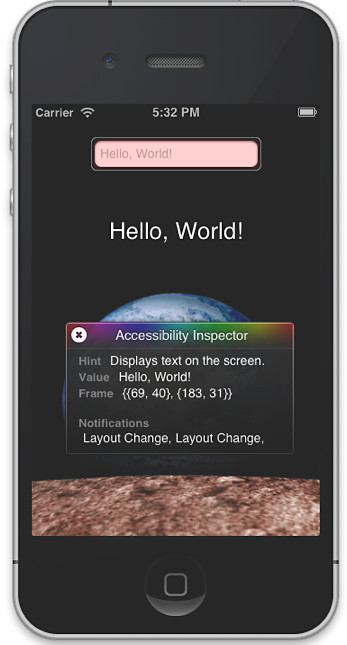 Carrier 5:32 PM
Hello, World!
Hello, World!
Accessibility Inspector
Hint Displays text on the screen.
Value Hello, World!
Frame {{69, 40}, {183, 31}}
Notifications
Layout Change, Layout Change,